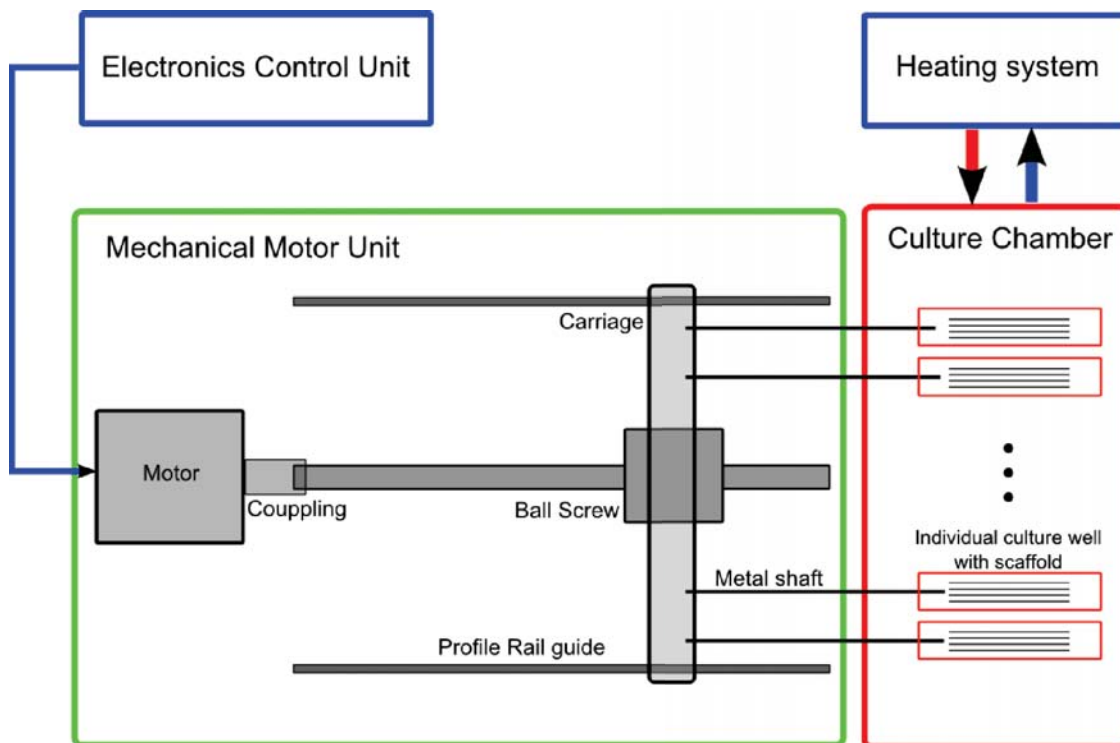 Electronics Control Unit
Heating system
Mechanical Motor Unit
Culture Chamber
Carriage
Motor
Couppling
Ball Screw
Individual culture well
with scaffold
Metal shaft
Profile Rail guide